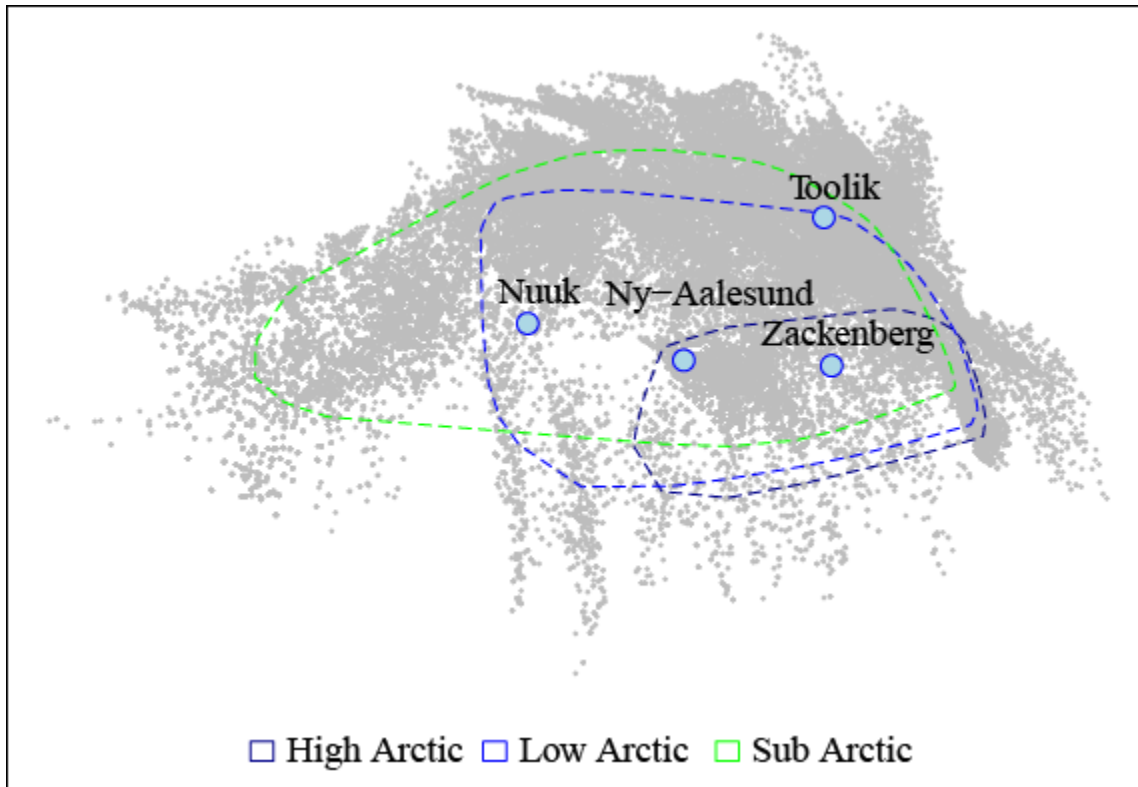 Toolik
Nuuk
Ny−Aalesund
Zackenberg
High Arctic
Low Arctic
Sub Arctic